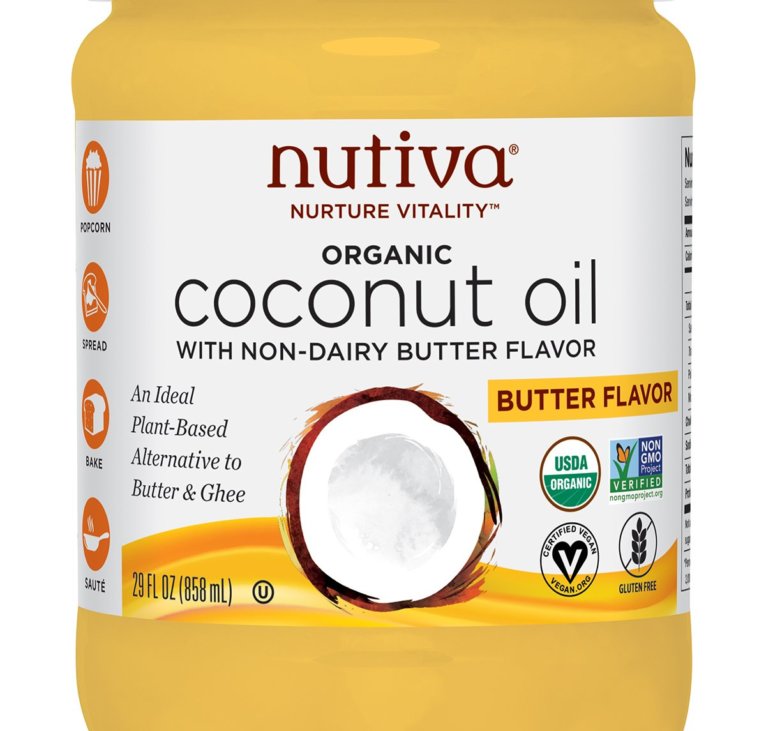 nutiva®
NURTURE VITALITY™
ORGANIC
coconut oil
WITH NON-DAIRY BUTTER FLAVOR
BUTTER FLAVOR
POPCORN
SPREAD
BAKE
SAUTÉ
An Ideal
Plant-Based
Alternative to
Butter & Ghee
USDA
ORGANIC
NON
GMO
Project
VERIFIED
nongmoproject.org
CERTIFIED VEGAN
VEGAN.ORG
GLUTEN FREE
29 FL OZ (858 mL)
U